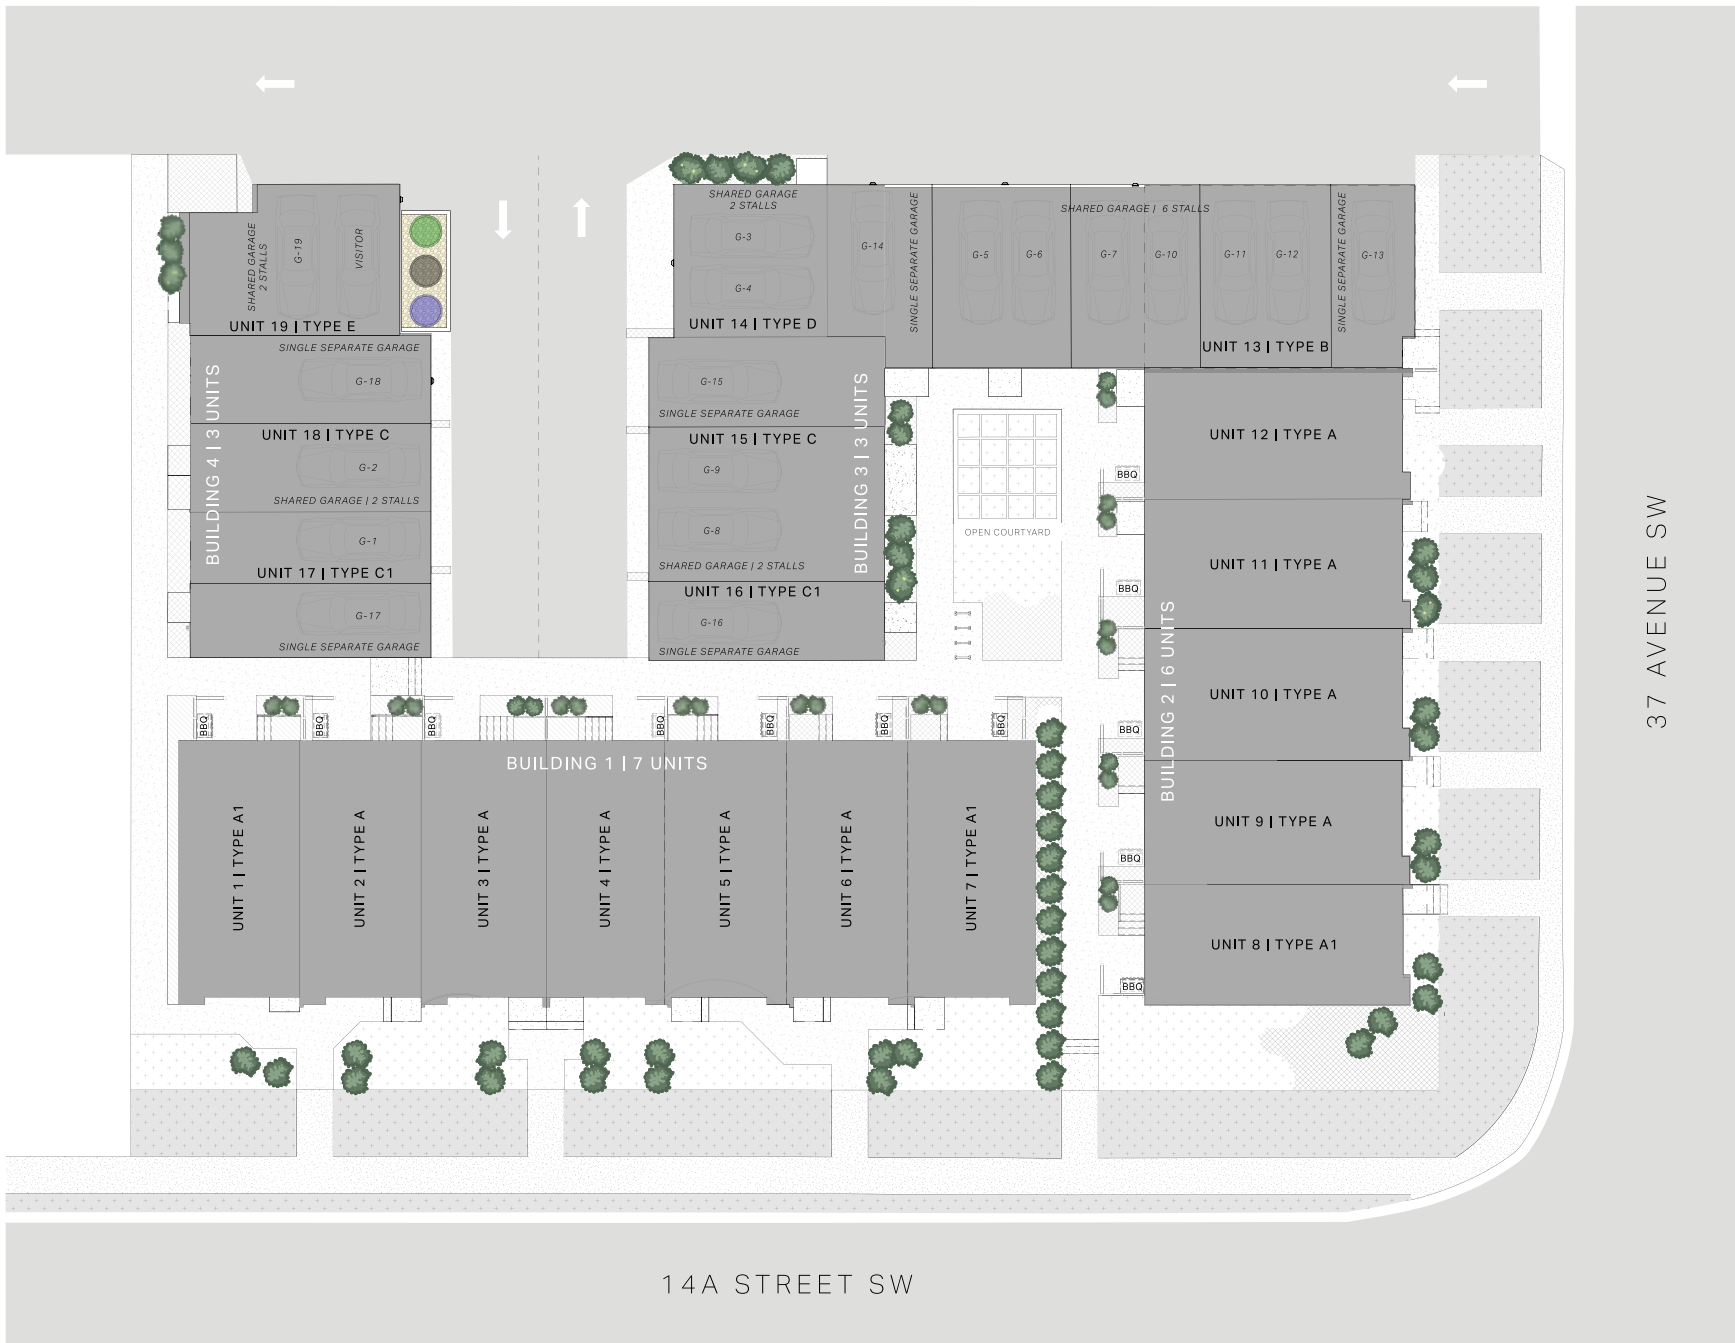 SHARED GARAGE
2 STALLS
G-19
VISITOR
UNIT 19 | TYPE E
SINGLE SEPARATE GARAGE
G-18
UNIT 18 | TYPE C
G-2
SHARED GARAGE | 2 STALLS
G-1
UNIT 17 | TYPE C1
G-17
SINGLE SEPARATE GARAGE
BUILDING 4 | 3 UNITS
SHARED GARAGE
2 STALLS
G-3
G-4
UNIT 14 | TYPE D
G-14
SINGLE SEPARATE GARAGE
SHARED GARAGE | 6 STALLS
G-5
G-6
G-7
G-10
G-11
G-12
SINGLE SEPARATE GARAGE
G-13
UNIT 13 | TYPE B
G-15
SINGLE SEPARATE GARAGE
UNIT 15 | TYPE C
G-9
G-8
SHARED GARAGE | 2 STALLS
UNIT 16 | TYPE C1
G-16
SINGLE SEPARATE GARAGE
BUILDING 3 | 3 UNITS
OPEN COURTYARD
UNIT 12 | TYPE A
BBQ
UNIT 11 | TYPE A
BBQ
UNIT 10 | TYPE A
BBQ
UNIT 9 | TYPE A
BBQ
UNIT 8 | TYPE A1
BBQ
BUILDING 2 | 6 UNITS
BBQ
BBQ
BBQ
BBQ
BBQ
BBQ
BBQ
BUILDING 1 | 7 UNITS
UNIT 1 | TYPE A1
UNIT 2 | TYPE A
UNIT 3 | TYPE A
UNIT 4 | TYPE A
UNIT 5 | TYPE A
UNIT 6 | TYPE A
UNIT 7 | TYPE A1
37 AVENUE SW
14A STREET SW